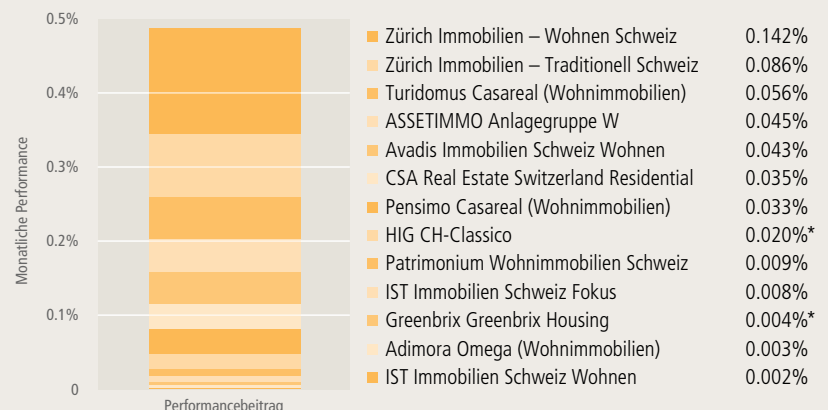 0.5%
0.4%
0.3%
0.2%
0.1%
0
Monatliche Performance
Performancebeitrag
Zürich Immobilien – Wohnen Schweiz 0.142%
Zürich Immobilien – Traditionell Schweiz 0.086%
Turidomus Casareal (Wohnimmobilien) 0.056%
ASSETIMMO Anlagegruppe W 0.045%
Avadis Immobilien Schweiz Wohnen 0.043%
CSA Real Estate Switzerland Residential 0.035%
Pensimo Casareal (Wohnimmobilien) 0.033%
HIG CH-Classico 0.020%*
Patrimonium Wohnimmobilien Schweiz 0.009%
IST Immobilien Schweiz Fokus 0.008%
Greenbrix Greenbrix Housing 0.004%*
Adimora Omega (Wohnimmobilien) 0.003%
IST Immobilien Schweiz Wohnen 0.002%